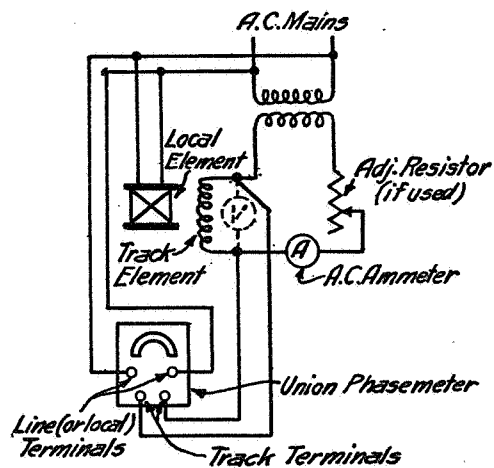 A.C. Mains
Local
Element
Adj. Resistor
(if used)
V
Track
Element
A
A.C. Ammeter
Union Phasemeter
Line (or local)
Terminals
Track Terminals